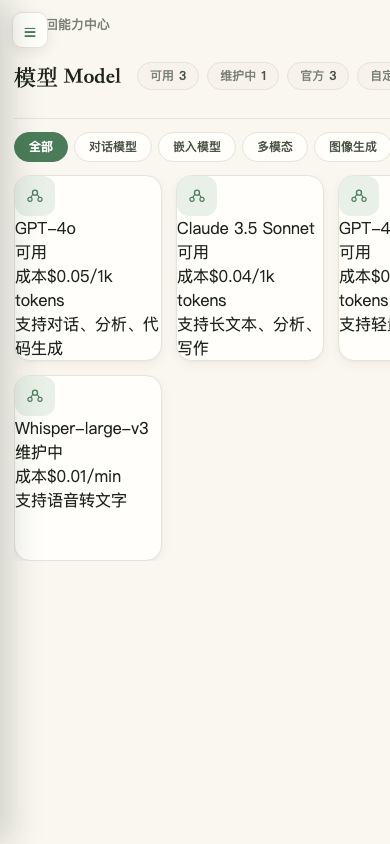 回能力中心
模型 Model
可用 3
维护中 1
官方 3
全部
对话模型
嵌入模型
多模态
图像生成
GPT-4o
可用
成本$0.05/1k
tokens
支持对话、分析、代
码生成
Claude 3.5 Sonnet
可用
成本$0.04/1k
tokens
支持长文本、分析、
写作
GPT-4
可用
成本$0
tokens
支持轻
Whisper-large-v3
维护中
成本$0.01/min
支持语音转文字